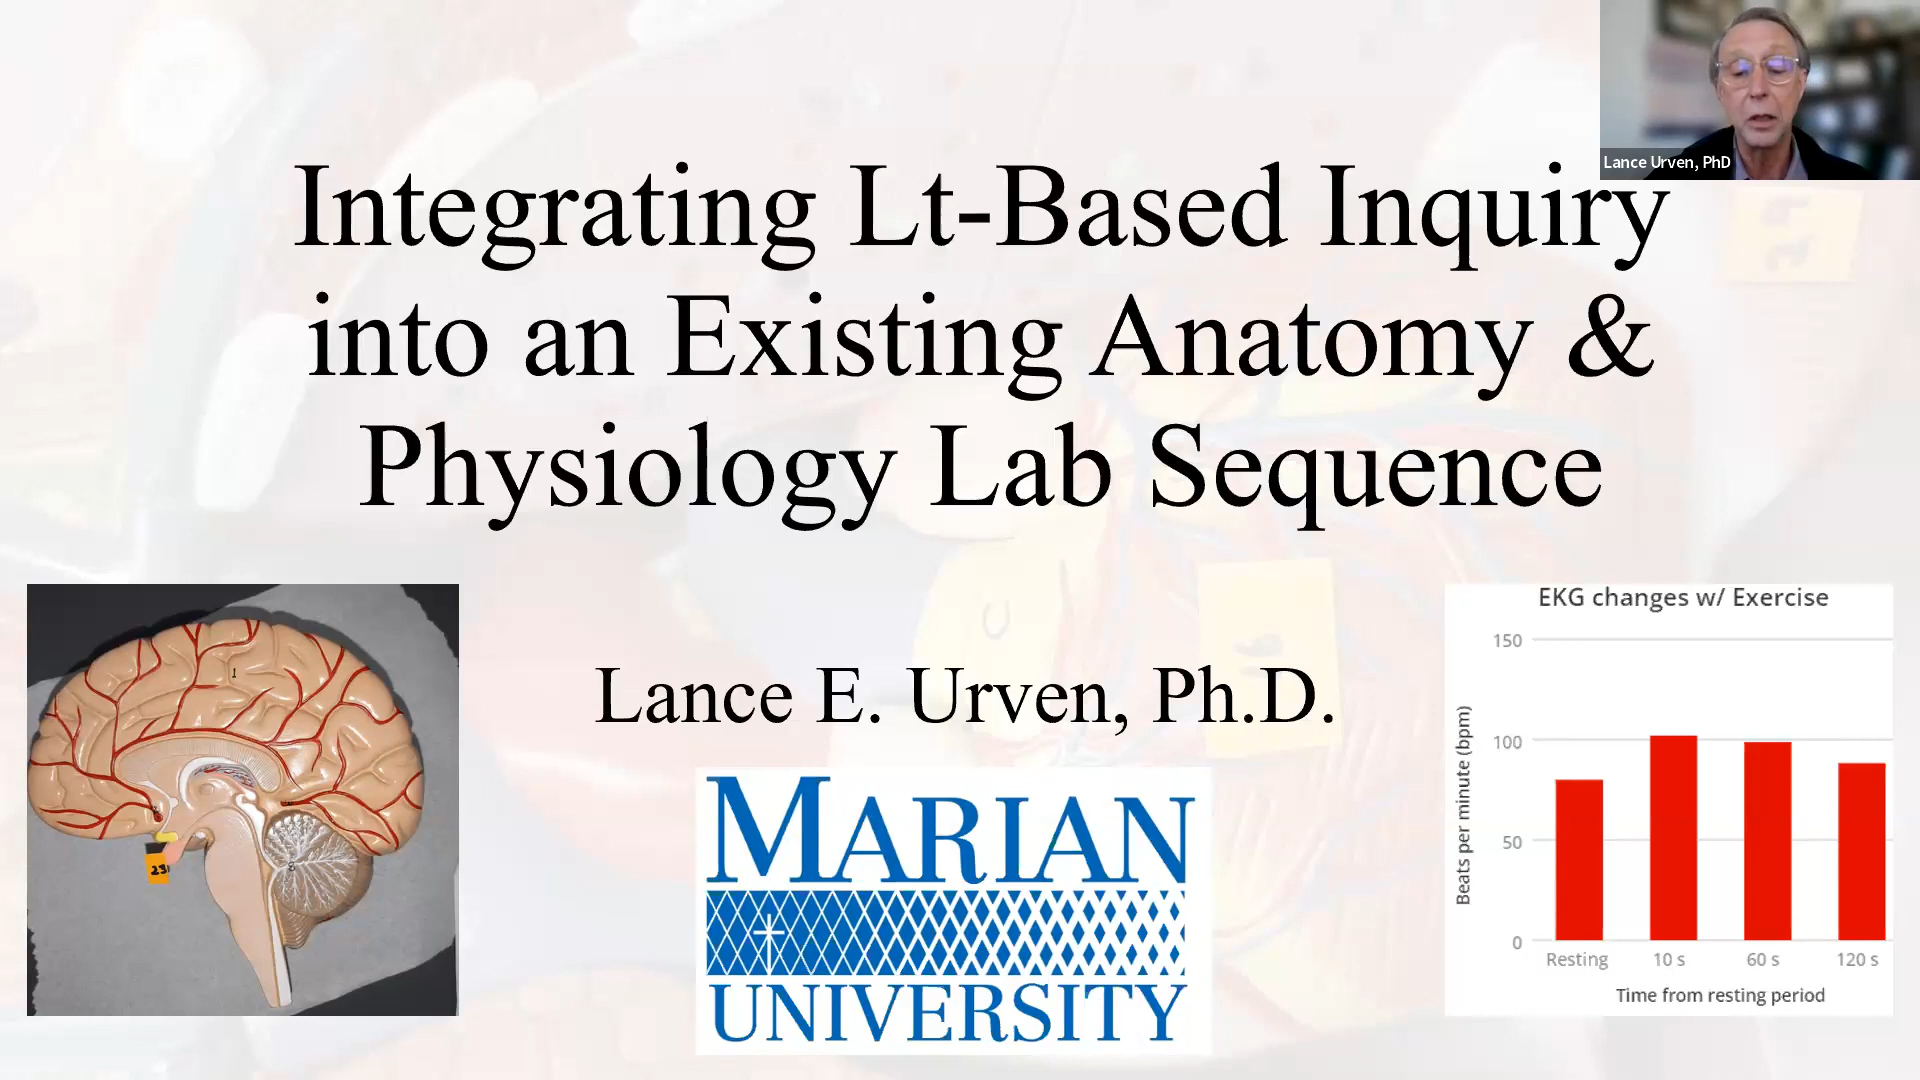 Lance Urven, PhD
Integrating Lt-Based Inquiry
into an Existing Anatomy &
Physiology Lab Sequence
Lance E. Urven, Ph.D.
1
23
MARIAN
UNIVERSITY
EKG changes w/ Exercise
Beats per minute (bpm)
150
100
50
0
Resting 10 s 60 s 120 s
Time from resting period